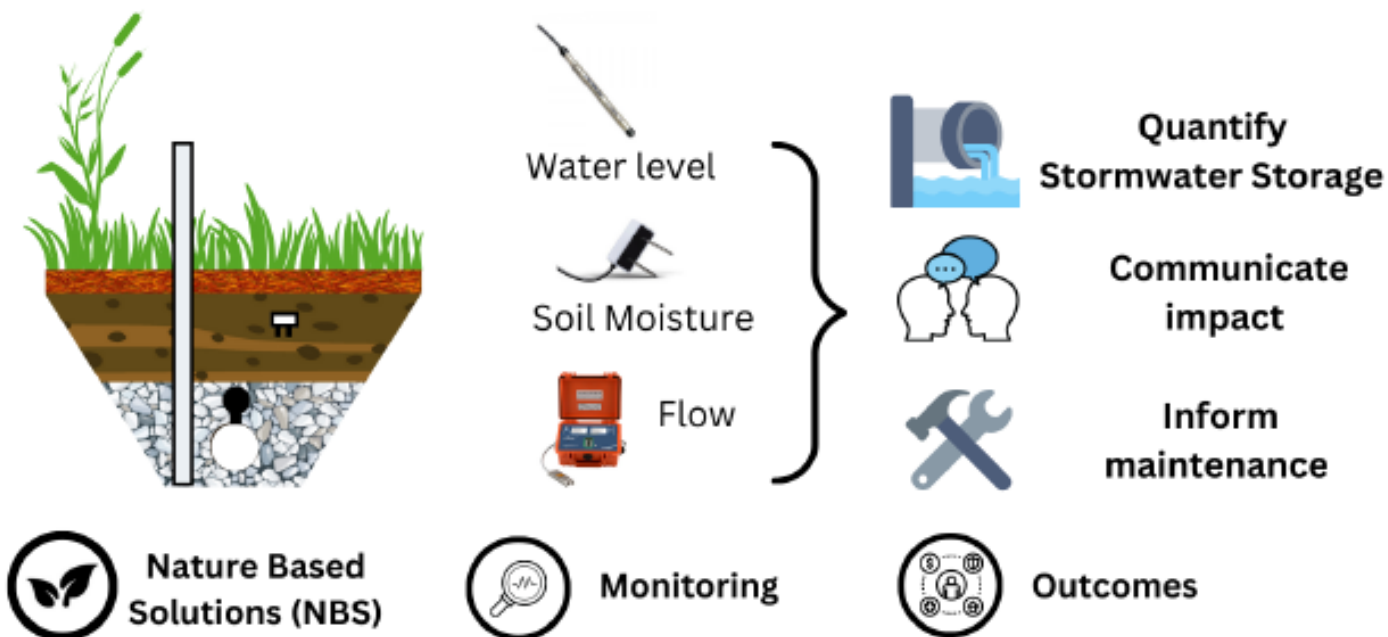 Water level
Soil Moisture
Flow
Quantify
Stormwater Storage
Communicate
impact
Inform
maintenance
Nature Based
Solutions (NBS)
Monitoring
Outcomes